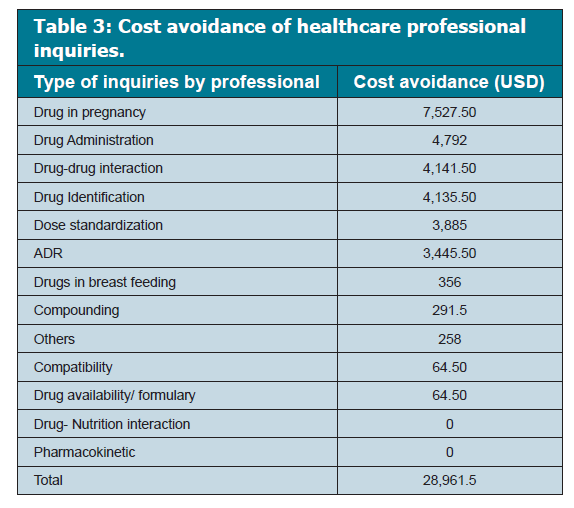 Table 3: Cost avoidance of healthcare professional
inquiries.
Type of inquiries by professional Cost avoidance (USD)
Drug in pregnancy 7,527.50
Drug Administration 4,792
Drug-drug interaction 4,141.50
Drug Identification 4,135.50
Dose standardization 3,885
ADR 3,445.50
Drugs in breast feeding 356
Compounding 291.5
Others 258
Compatibility 64.50
Drug availability/ formulary 64.50
Drug- Nutrition interaction 0
Pharmacokinetic 0
Total 28,961.5